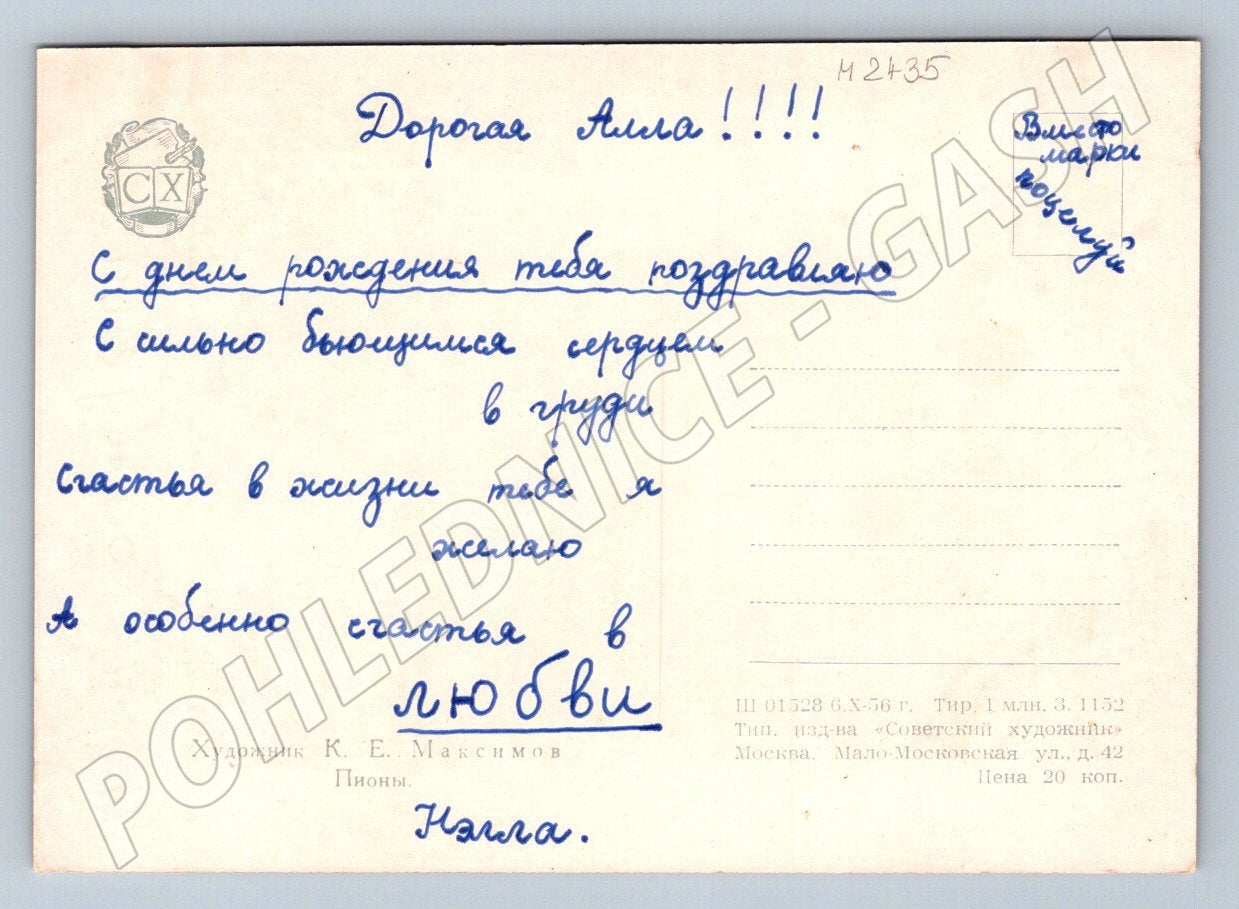 м 2435
Дорогая Алла!!!!
Вместо
марки
поцелуй
СХ
С днем рождения тебя поздравляю
С сильно бьющимся сердцем
в груди
Счастья в жизни тебе я
желаю
А особенно счастья в
любви
Нэлла.
Художник К. Е. Максимов
Пионы.
Ш 01528 6.X-56 г. Тир. 1 млн. З. 1152
Тип. изд-ва «Советский художник»
Москва, Мало-Московская ул., д. 42
Цена 20 коп.
POHLEDNICE - GASH